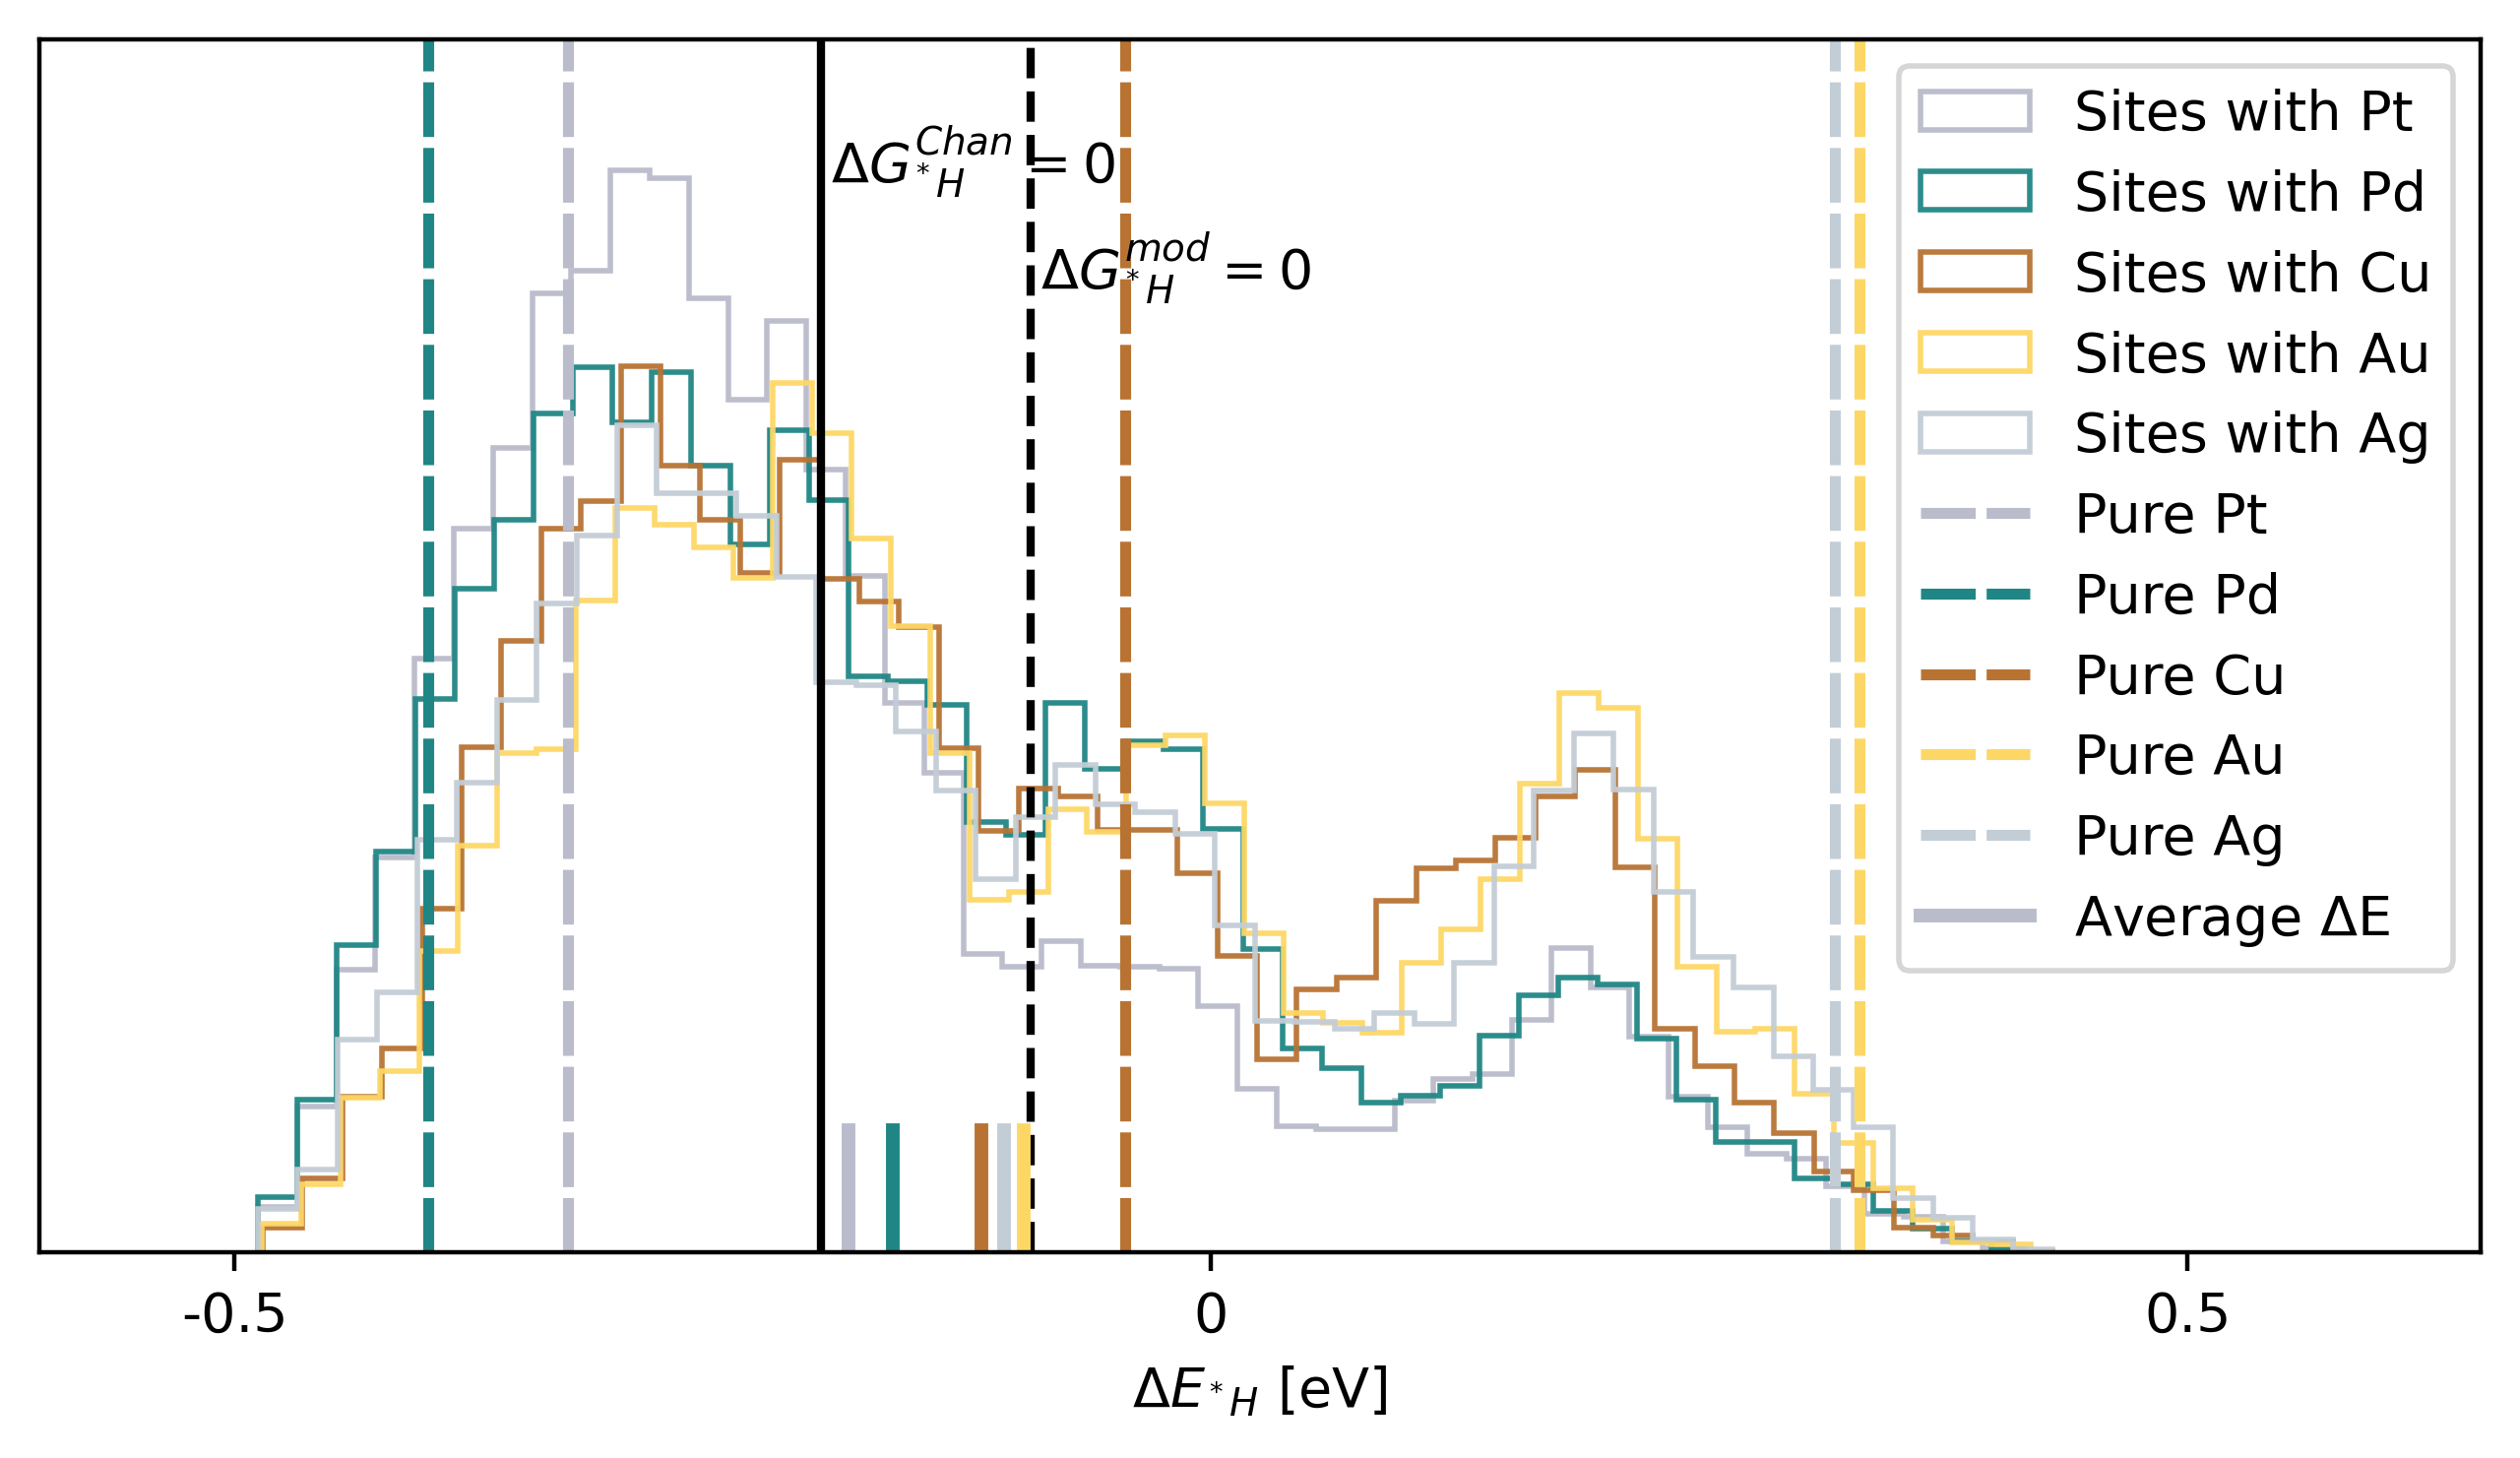 ΔG^{Chan}_{*H} = 0
ΔG^{mod}_{*H} = 0
Sites with Pt
Sites with Pd
Sites with Cu
Sites with Au
Sites with Ag
Pure Pt
Pure Pd
Pure Cu
Pure Au
Pure Ag
Average ΔE
-0.5 0 0.5
ΔE_{*H} [eV]